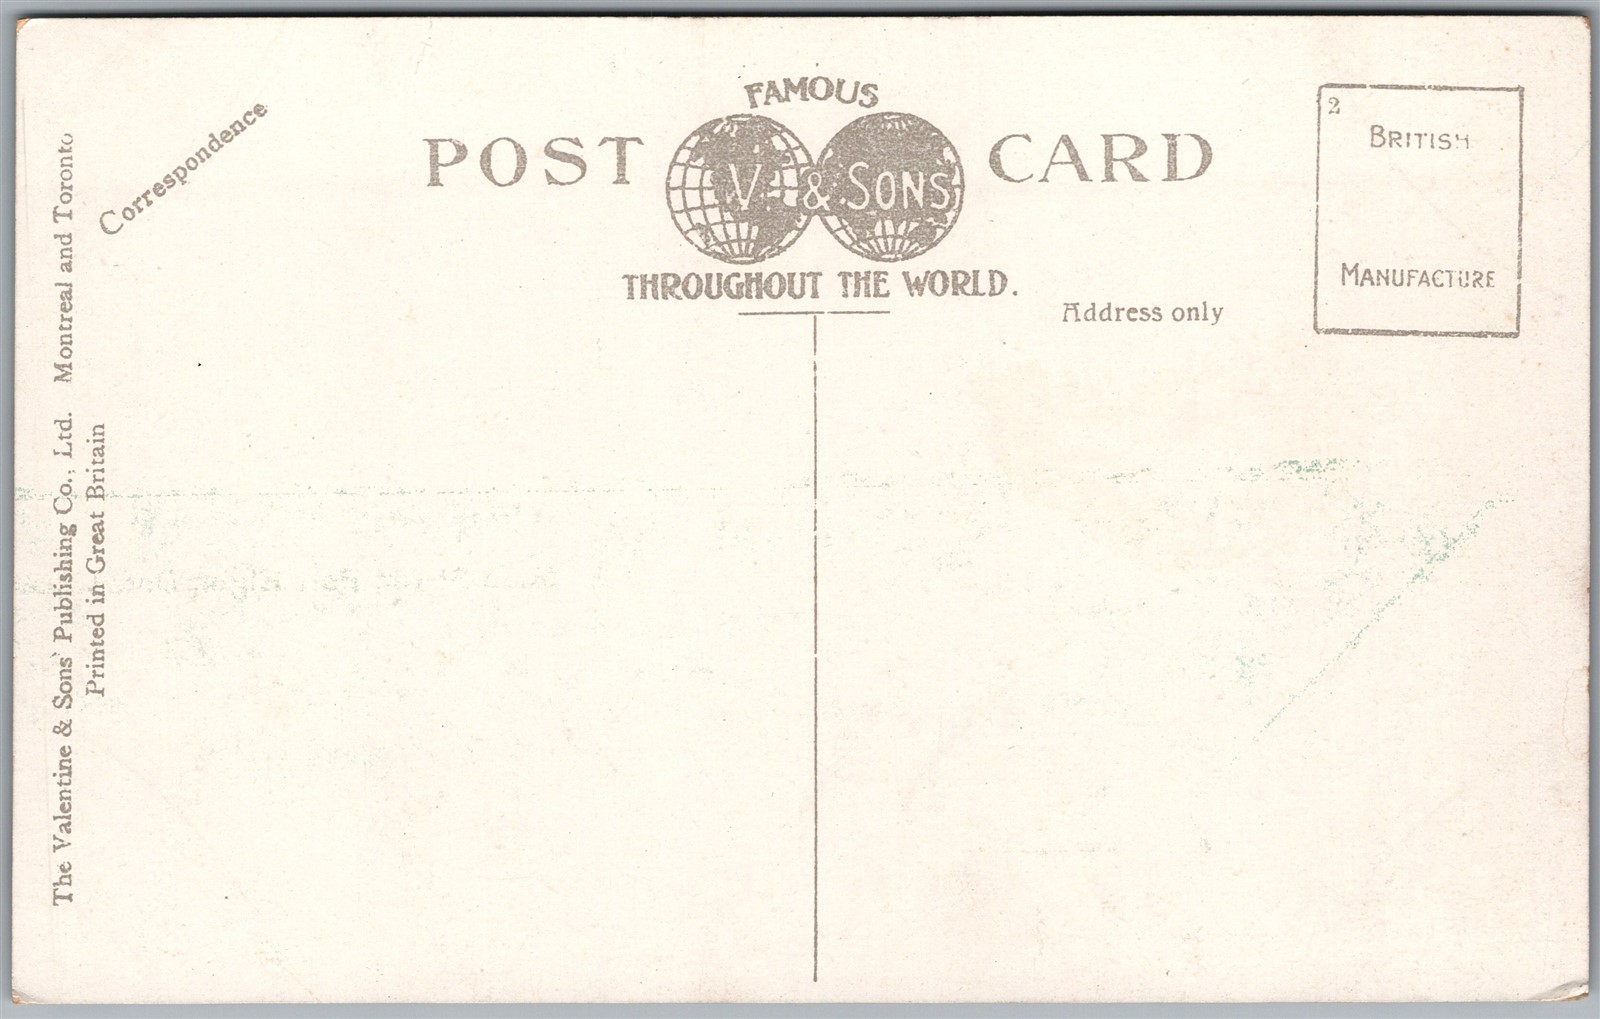 FAMOUS
POST V & SONS CARD
THROUGHOUT THE WORLD.
Correspondence
Address only
2
BRITISH
MANUFACTURE
The Valentine & Sons' Publishing Co., Ltd. Montreal and Toronto
Printed in Great Britain